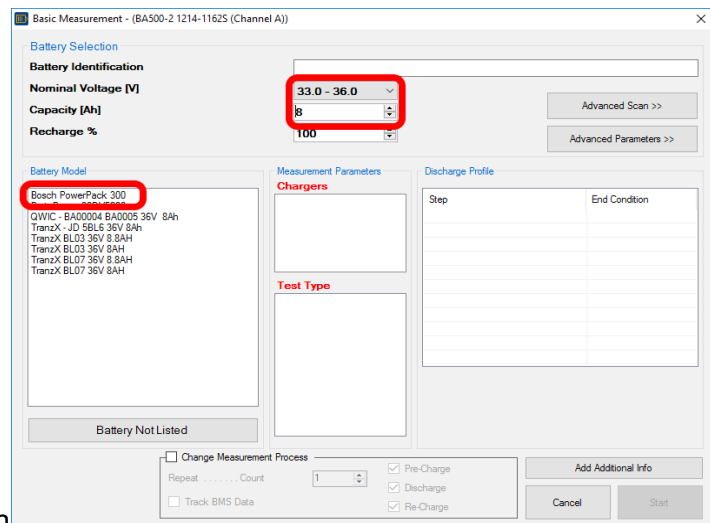 Basic Measurement - (BA500-2 1214-1162S (Channel A))
Battery Selection
Battery Identification
Nominal Voltage [V]
33.0 - 36.0
Capacity [Ah]
8
Advanced Scan >>
Recharge %
100
Advanced Parameters >>
Battery Model
Bosch PowerPack 300
QWIC - BA00004 BA0005 36V 8Ah
TranzX - JD 5BL6 36V 8Ah
TranzX BL03 36V 8.8AH
TranzX BL03 36V 8AH
TranzX BL07 36V 8.8AH
TranzX BL07 36V 8AH
Battery Not Listed
Measurement Parameters
Chargers
Test Type
Discharge Profile
Step
End Condition
Change Measurement Process
Repeat . . . . . . . Count
1
Track BMS Data
Pre-Charge
Discharge
Re-Charge
Add Additional Info
Cancel
Start